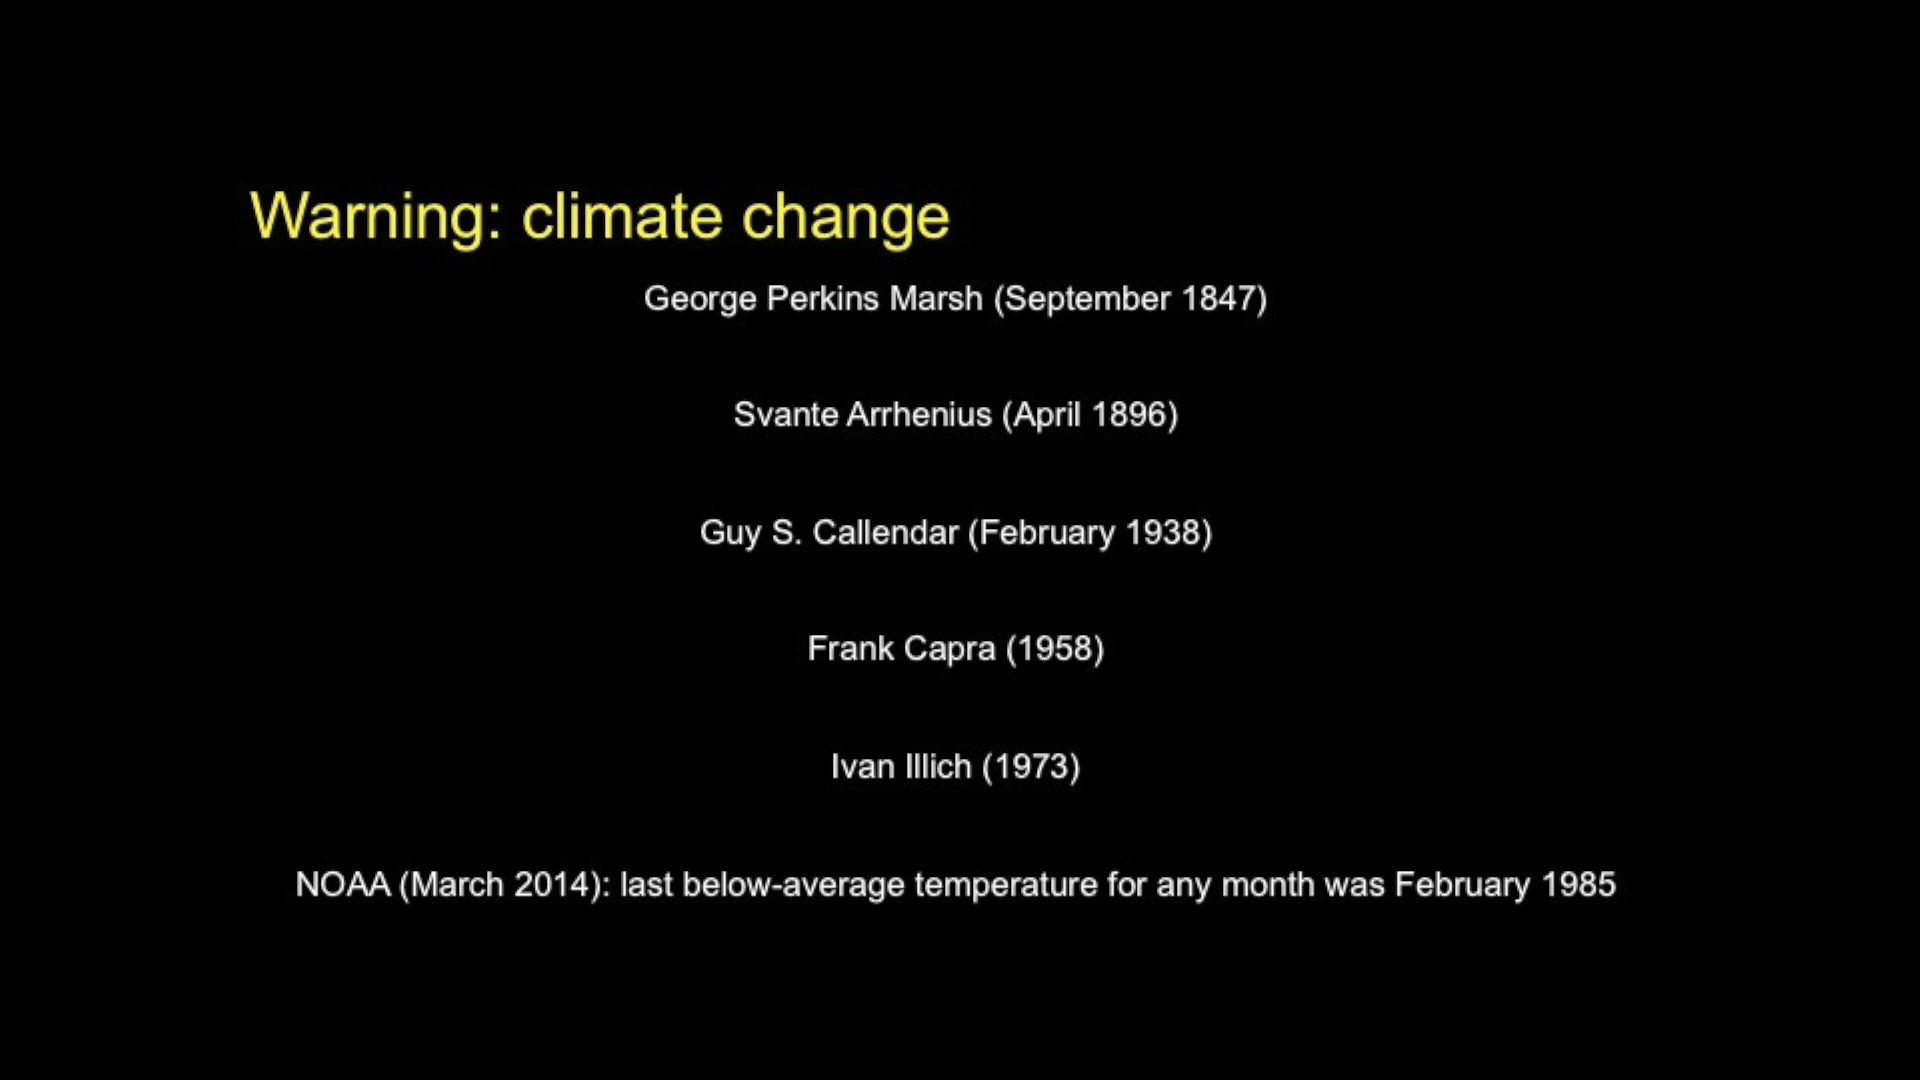 Warning: climate change
George Perkins Marsh (September 1847)
Svante Arrhenius (April 1896)
Guy S. Callendar (February 1938)
Frank Capra (1958)
Ivan Illich (1973)
NOAA (March 2014): last below-average temperature for any month was February 1985